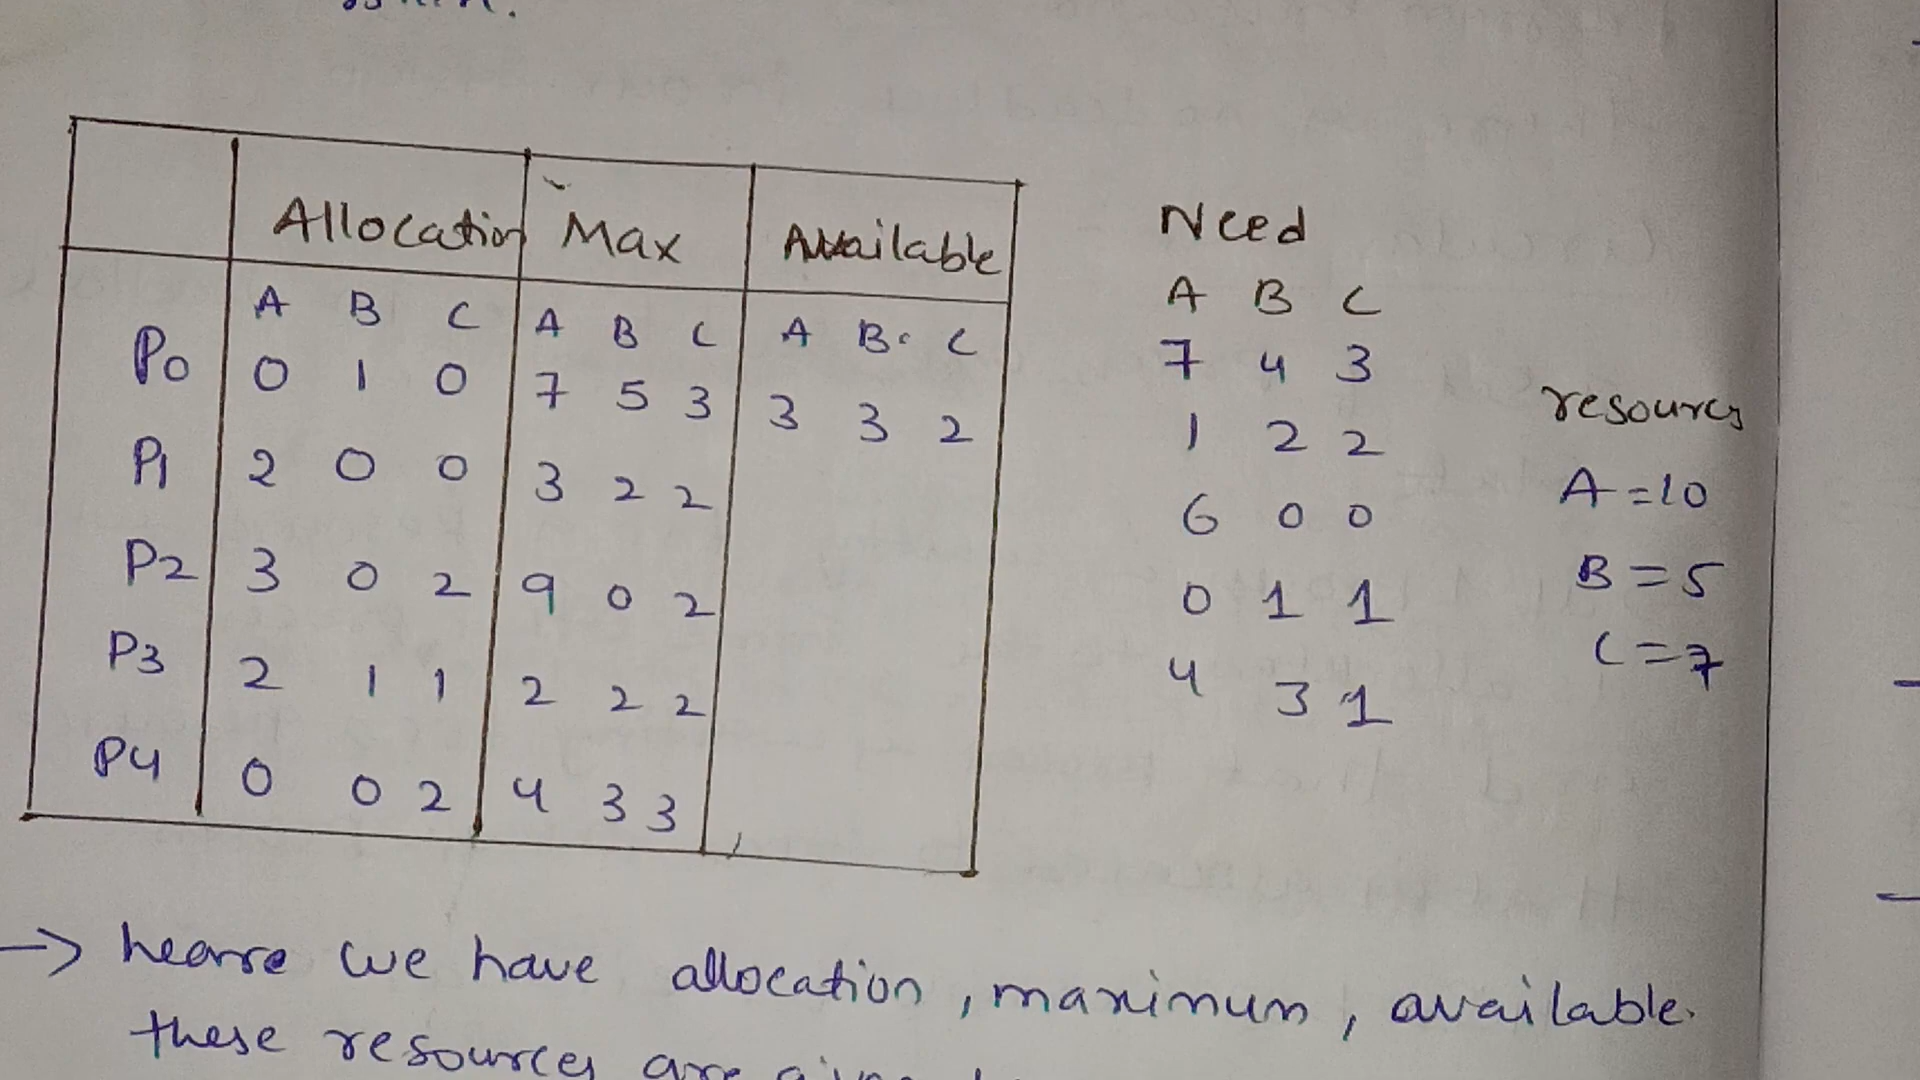 Allocation Max Available
A B C A B C A B C
P0 0 1 0 7 5 3 3 3 2
P1 2 0 0 3 2 2
P2 3 0 2 9 0 2
P3 2 1 1 2 2 2
P4 0 0 2 4 3 3
Need
A B C
7 4 3
1 2 2
6 0 0
0 1 1
4 3 1
resources
A=10
B=5
C=7
→ hearse we have allocation, maximum, available.
these resources are